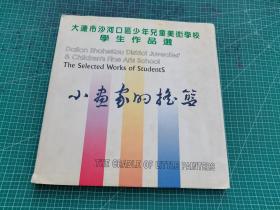 大連市沙河口區少年兒童美術學校
學生作品選
Dalian Shahekou District Juveniles'
& Children's Fine Arts School
The Selected Works of StudentS
小畫家的搖籃
THE CRADLE OF LITTLE PAINTERS